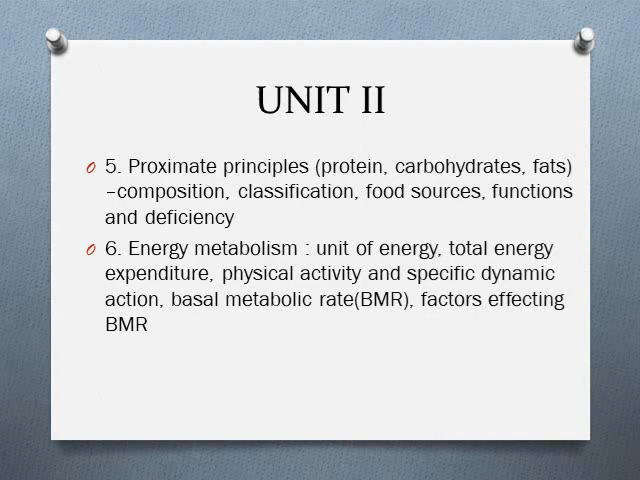 UNIT II
O 5. Proximate principles (protein, carbohydrates, fats)
–composition, classification, food sources, functions
and deficiency
O 6. Energy metabolism : unit of energy, total energy
expenditure, physical activity and specific dynamic
action, basal metabolic rate(BMR), factors effecting
BMR